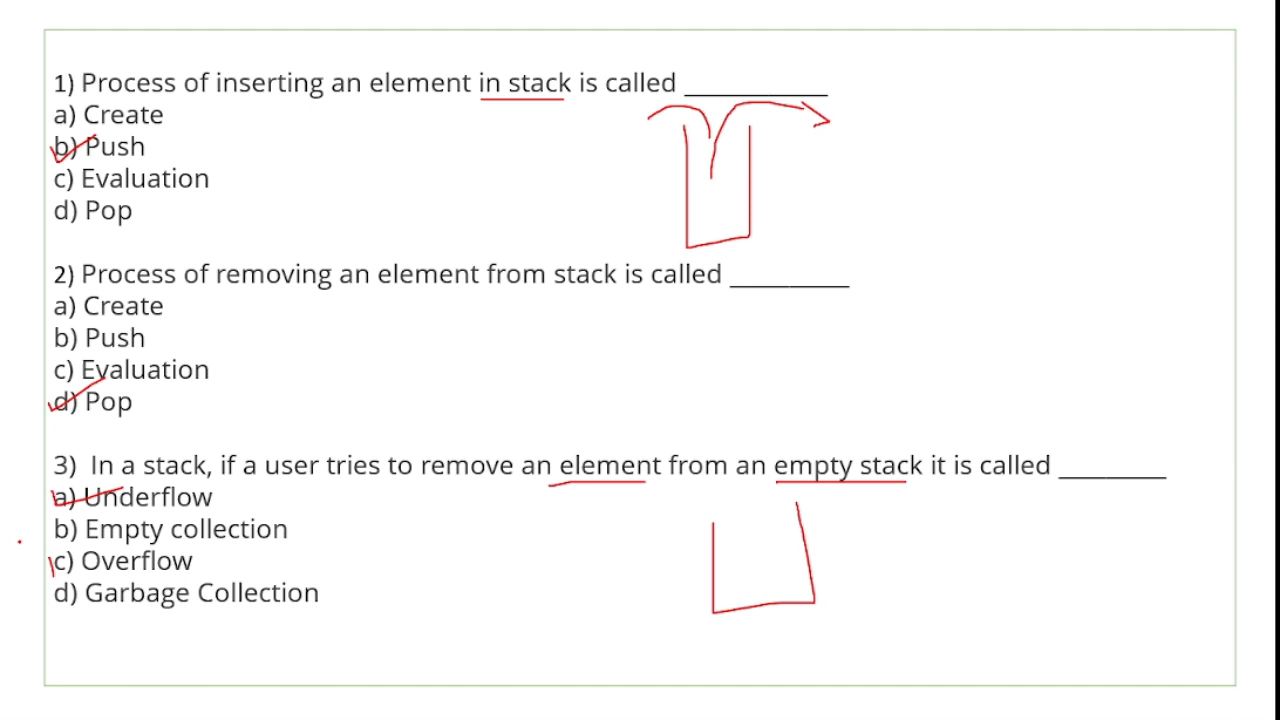 1) Process of inserting an element in stack is called ____________
a) Create
b) Push
c) Evaluation
d) Pop
2) Process of removing an element from stack is called __________
a) Create
b) Push
c) Evaluation
d) Pop
3)  In a stack, if a user tries to remove an element from an empty stack it is called _________
a) Underflow
b) Empty collection
c) Overflow
d) Garbage Collection